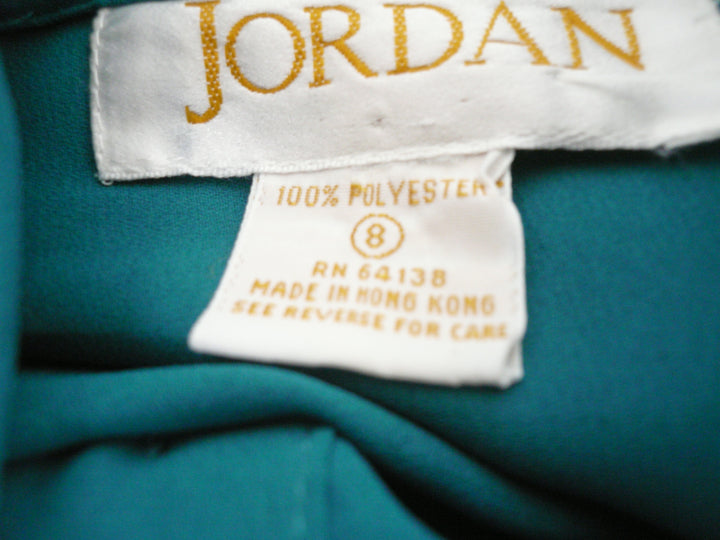 JORDAN
100% POLYESTER
8
RN 64138
MADE IN HONG KONG
SEE REVERSE FOR CARE